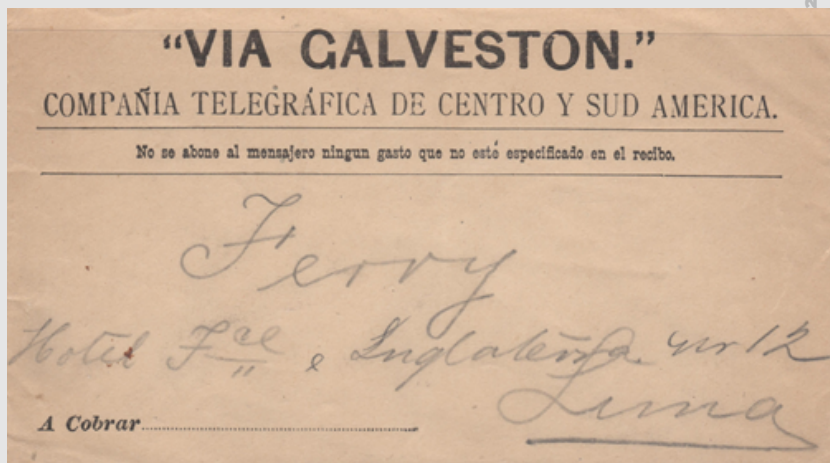 “VIA GALVESTON.”
COMPAÑIA TELEGRÁFICA DE CENTRO Y SUD AMERICA.
No se abone al mensajero ningun gasto que no esté especificado en el recibo.
Ferry
Hotel Fre e Inglaterra nr 12
Lima
A Cobrar